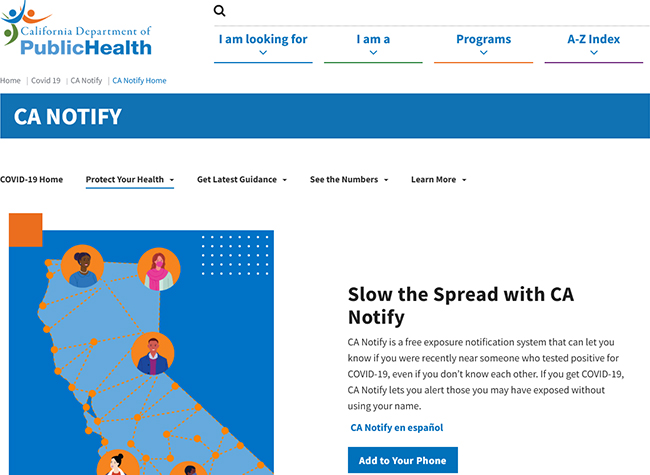 California Department of
PublicHealth
I am looking for
I am a
Programs
A-Z Index
Home | Covid 19 | CA Notify | CA Notify Home
CA NOTIFY
COVID-19 Home
Protect Your Health
Get Latest Guidance
See the Numbers
Learn More
Slow the Spread with CA
Notify
CA Notify is a free exposure notification system that can let you
know if you were recently near someone who tested positive for
COVID-19, even if you don't know each other. If you get COVID-19,
CA Notify lets you alert those you may have exposed without
using your name.
CA Notify en español
Add to Your Phone